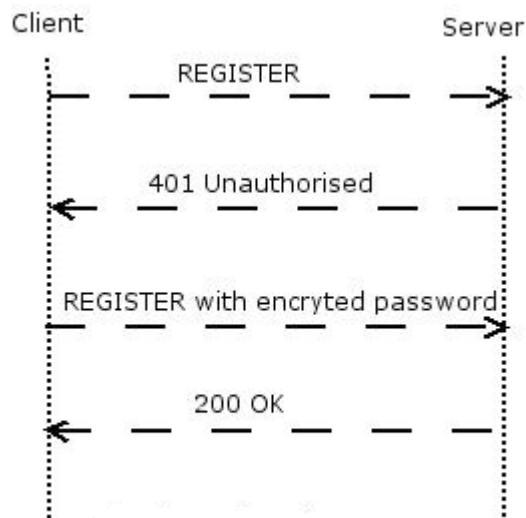 Client
Server
REGISTER
401 Unauthorised
REGISTER with encryted password
200 OK